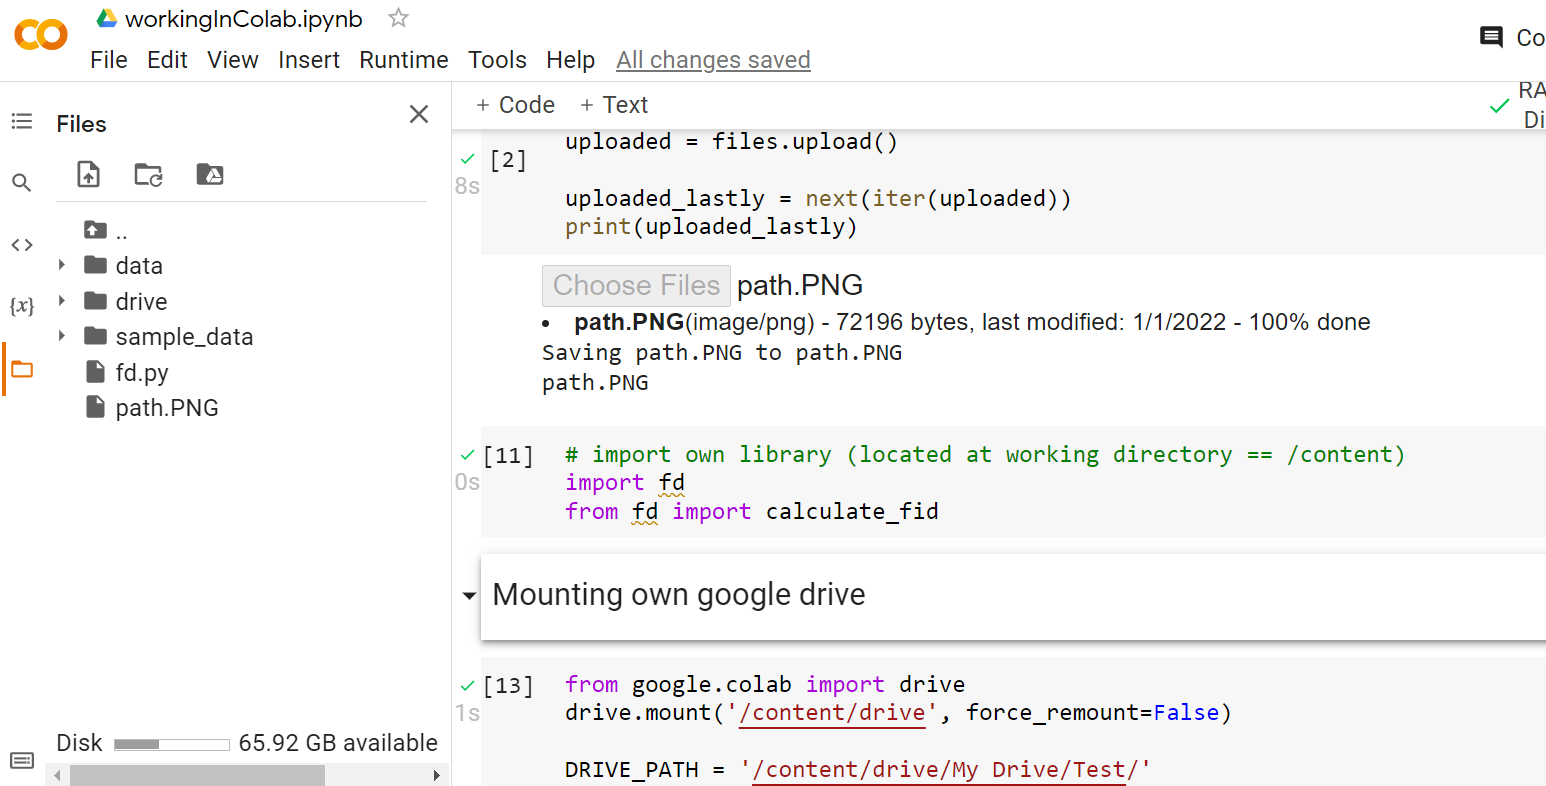 workingInColab.ipynb
File Edit View Insert Runtime Tools Help All changes saved
Co
Files
+ Code + Text
RA
Di
..
data
drive
sample_data
fd.py
path.PNG
Disk 65.92 GB available
{x}
[2]
8s
uploaded = files.upload()
uploaded_lastly = next(iter(uploaded))
print(uploaded_lastly)
Choose Files path.PNG
• path.PNG(image/png) - 72196 bytes, last modified: 1/1/2022 - 100% done
Saving path.PNG to path.PNG
path.PNG
[11]
0s
# import own library (located at working directory == /content)
import fd
from fd import calculate_fid
Mounting own google drive
[13]
1s
from google.colab import drive
drive.mount('/content/drive', force_remount=False)
DRIVE_PATH = '/content/drive/My Drive/Test/'